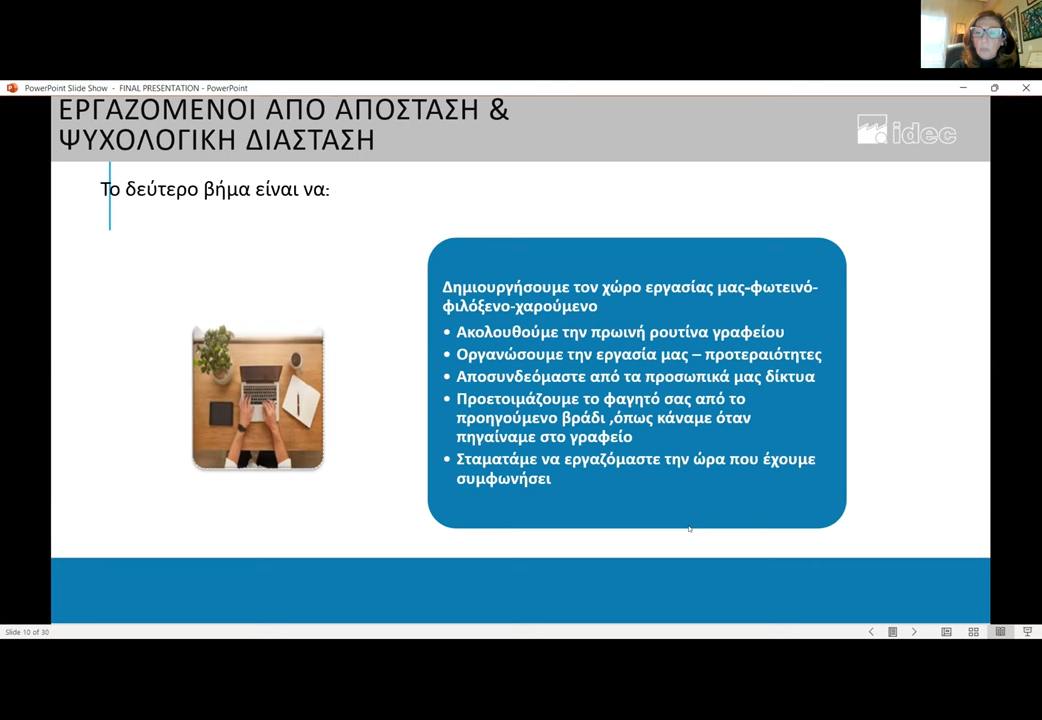 PowerPoint Slide Show - FINAL PRESENTATION - PowerPoint
ΕΡΓΑΖΟΜΕΝΟΙ ΑΠΟ ΑΠΟΣΤΑΣΗ &
ΨΥΧΟΛΟΓΙΚΗ ΔΙΑΣΤΑΣΗ
idec
Το δεύτερο βήμα είναι να:
Δημιουργήσουμε τον χώρο εργασίας μας-φωτεινό-
φιλόξενο-χαρούμενο
• Ακολουθούμε την πρωινή ρουτίνα γραφείου
• Οργανώσουμε την εργασία μας – προτεραιότητες
• Αποσυνδεόμαστε από τα προσωπικά μας δίκτυα
• Προετοιμάζουμε το φαγητό σας από το
προηγούμενο βράδι ,όπως κάναμε όταν
πηγαίναμε στο γραφείο
• Σταματάμε να εργαζόμαστε την ώρα που έχουμε
συμφωνήσει
Slide 10 of 30